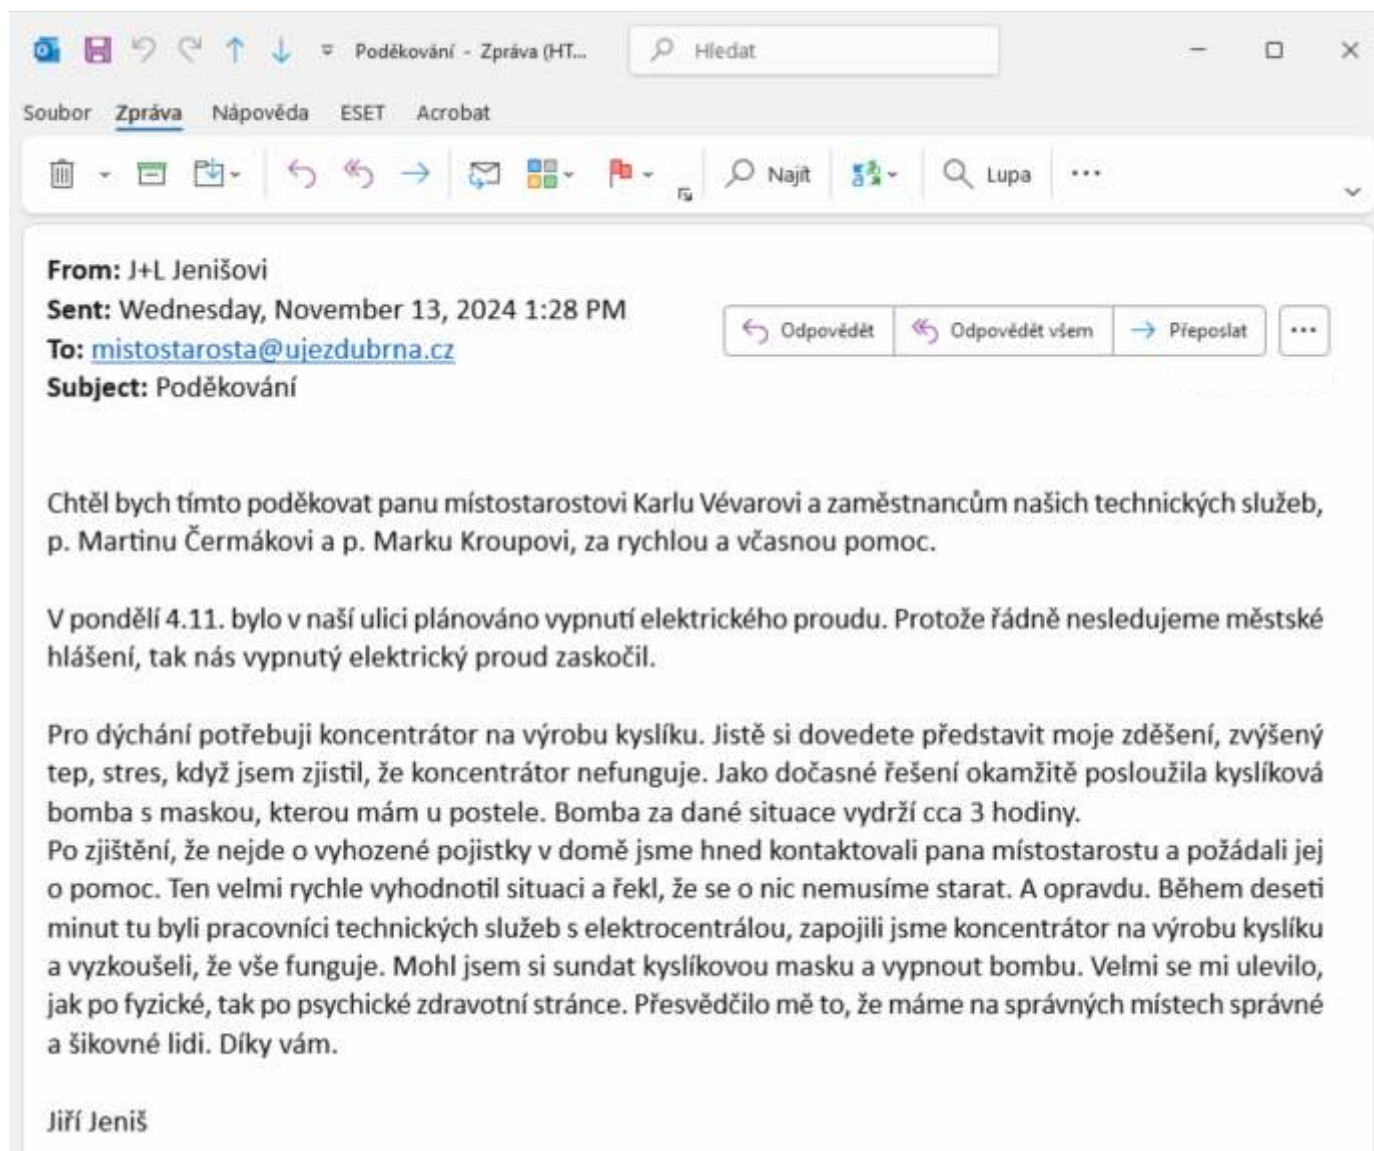 Poděkování - Zpráva (HT...
Hledat
Soubor Zpráva Nápověda ESET Acrobat
Najít
Lupa
From: J+L Jenišovi
Sent: Wednesday, November 13, 2024 1:28 PM
To: mistostarosta@ujezdubrna.cz
Subject: Poděkování
Odpovědět Odpovědět všem Přeposlat
Chtěl bych tímto poděkovat panu místostarostovi Karlu Vévarovi a zaměstnancům našich technických služeb,
p. Martinu Čermákovi a p. Marku Kroupovi, za rychlou a včasnou pomoc.
V pondělí 4.11. bylo v naší ulici plánováno vypnutí elektrického proudu. Protože řádně nesledujeme městské
hlášení, tak nás vypnutý elektrický proud zaskočil.
Pro dýchání potřebuji koncentrátor na výrobu kyslíku. Jistě si dovedete představit moje zděšení, zvýšený
tep, stres, když jsem zjistil, že koncentrátor nefunguje. Jako dočasné řešení okamžitě posloužila kyslíková
bomba s maskou, kterou mám u postele. Bomba za dané situace vydrží cca 3 hodiny.
Po zjištění, že nejde o vyhozené pojistky v domě jsme hned kontaktovali pana místostarostu a požádali jej
o pomoc. Ten velmi rychle vyhodnotil situaci a řekl, že se o nic nemusíme starat. A opravdu. Během deseti
minut tu byli pracovníci technických služeb s elektrocentrálou, zapojili jsme koncentrátor na výrobu kyslíku
a vyzkoušeli, že vše funguje. Mohl jsem si sundat kyslíkovou masku a vypnout bombu. Velmi se mi ulevilo,
jak po fyzické, tak po psychické zdravotní stránce. Přesvědčilo mě to, že máme na správných místech správné
a šikovné lidi. Díky vám.
Jiří Jeniš